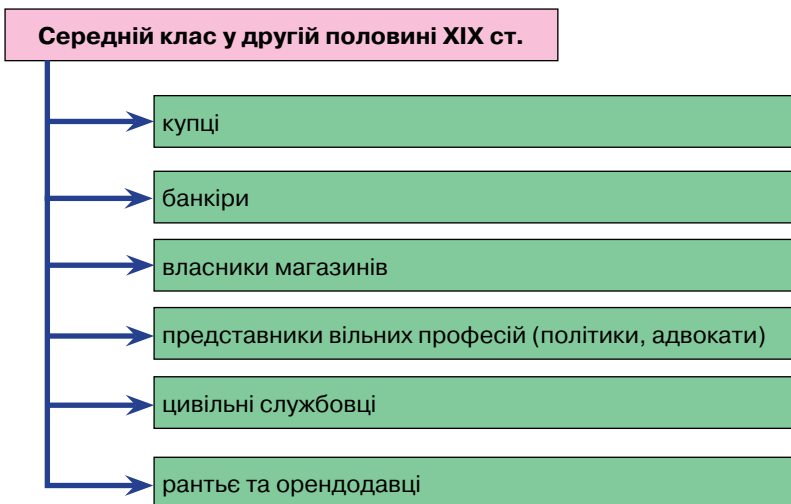 Середній клас у другій половині XIX ст.
купці
банкіри
власники магазинів
представники вільних професій (політики, адвокати)
цивільні службовці
рантьє та орендодавці